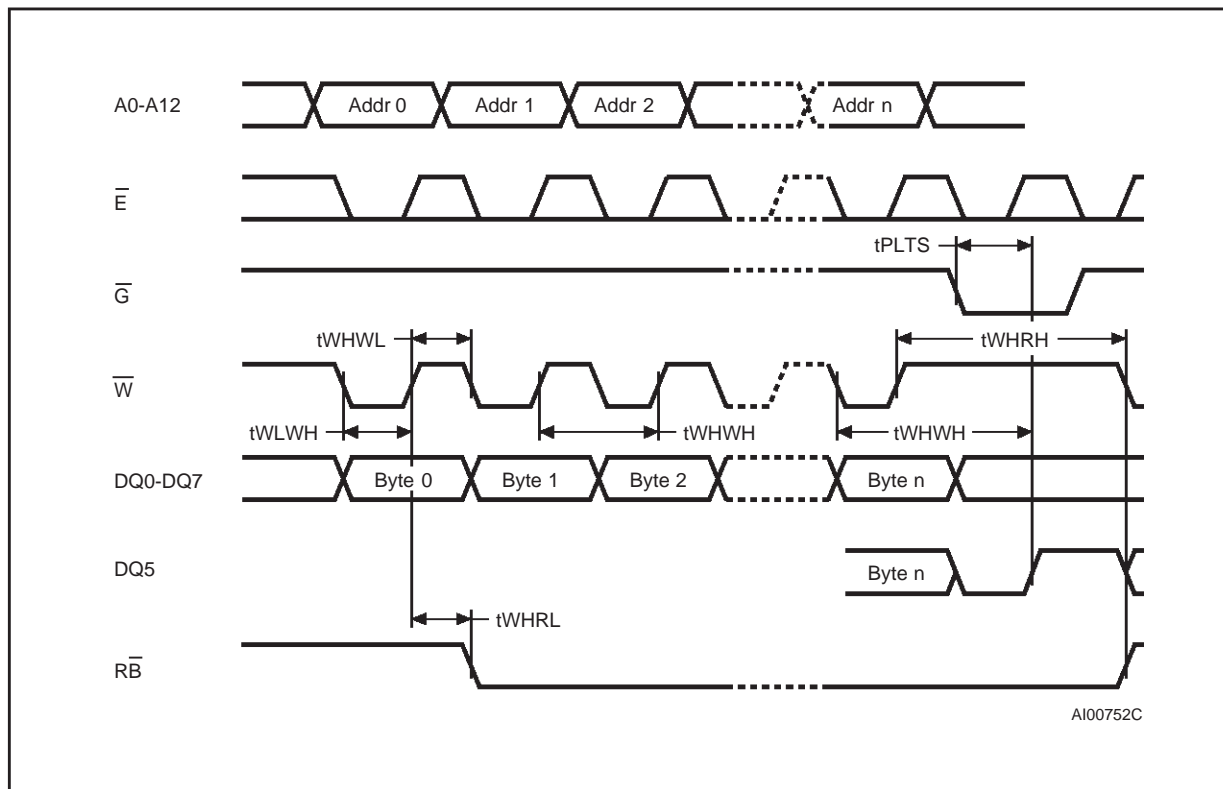 A0-A12 Addr 0 Addr 1 Addr 2 Addr n
E̅
tPLTS
G̅
tWHWL tWHRH
W̅
tWLWH tWHWH tWHWH
DQ0-DQ7 Byte 0 Byte 1 Byte 2 Byte n
DQ5 Byte n
tWHRL
RB̅
AI00752C